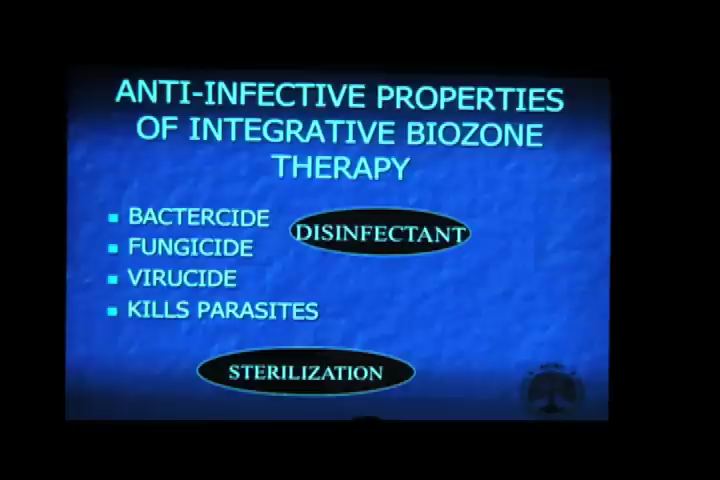 ANTI-INFECTIVE PROPERTIES
OF INTEGRATIVE BIOZONE
THERAPY
BACTERCIDE
DISINFECTANT
FUNGICIDE
VIRUCIDE
KILLS PARASITES
STERILIZATION